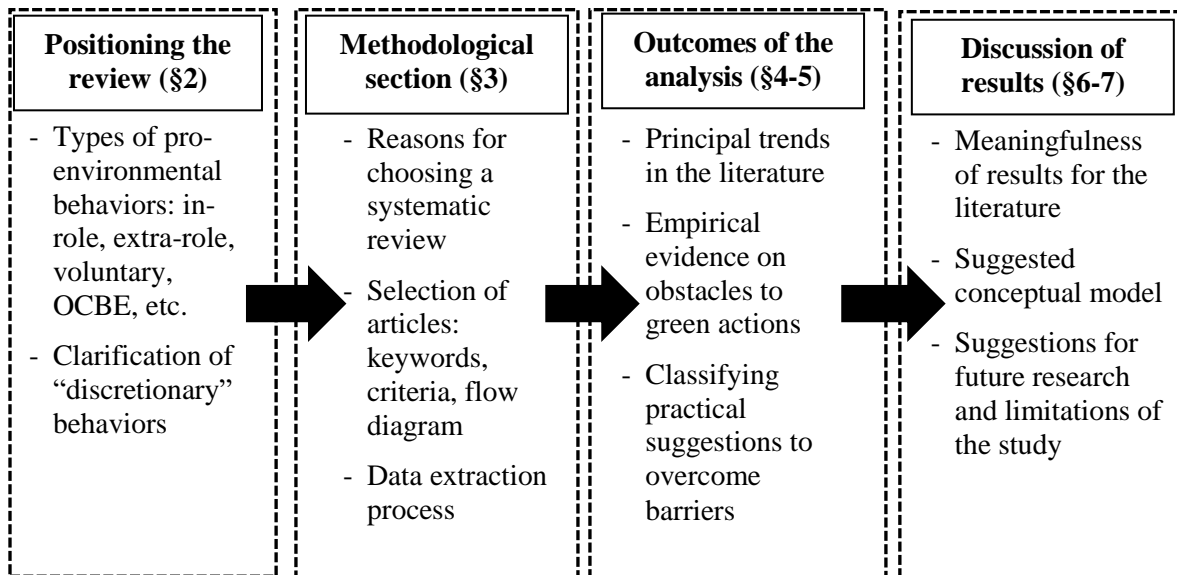 Positioning the
review (§2)
- Types of pro-
environmental
behaviors: in-
role, extra-role,
voluntary,
OCBE, etc.
- Clarification of
“discretionary”
behaviors
Methodological
section (§3)
- Reasons for
choosing a
systematic
review
- Selection of
articles:
keywords,
criteria, flow
diagram
- Data extraction
process
Outcomes of the
analysis (§4-5)
- Principal trends
in the literature
- Empirical
evidence on
obstacles to
green actions
- Classifying
practical
suggestions to
overcome
barriers
Discussion of
results (§6-7)
- Meaningfulness
of results for the
literature
- Suggested
conceptual model
- Suggestions for
future research
and limitations of
the study